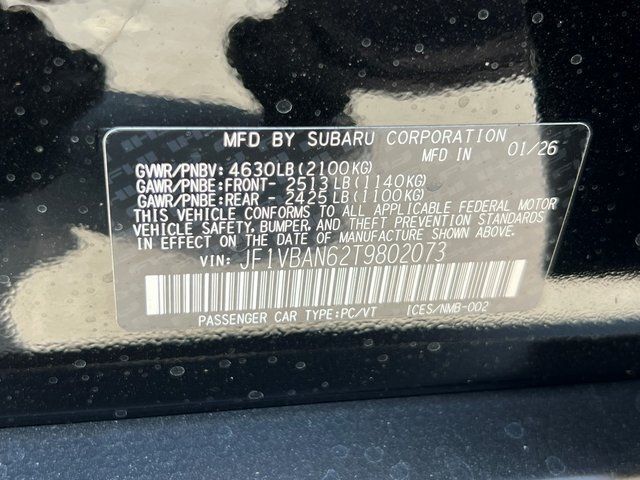 MFD BY SUBARU CORPORATION
MFD IN 01/26
GVWR/PNBV: 4630LB(2100KG)
GAWR/PNBE:FRONT- 2513LB(1140KG)
GAWR/PNBE:REAR - 2425LB(1100KG)
THIS VEHICLE CONFORMS TO ALL APPLICABLE FEDERAL MOTOR
VEHICLE SAFETY, BUMPER, AND THEFT PREVENTION STANDARDS
IN EFFECT ON THE DATE OF MANUFACTURE SHOWN ABOVE.
VIN: JF1VBAN62T9802073
PASSENGER CAR TYPE:PC/VT ICES/NMB-002